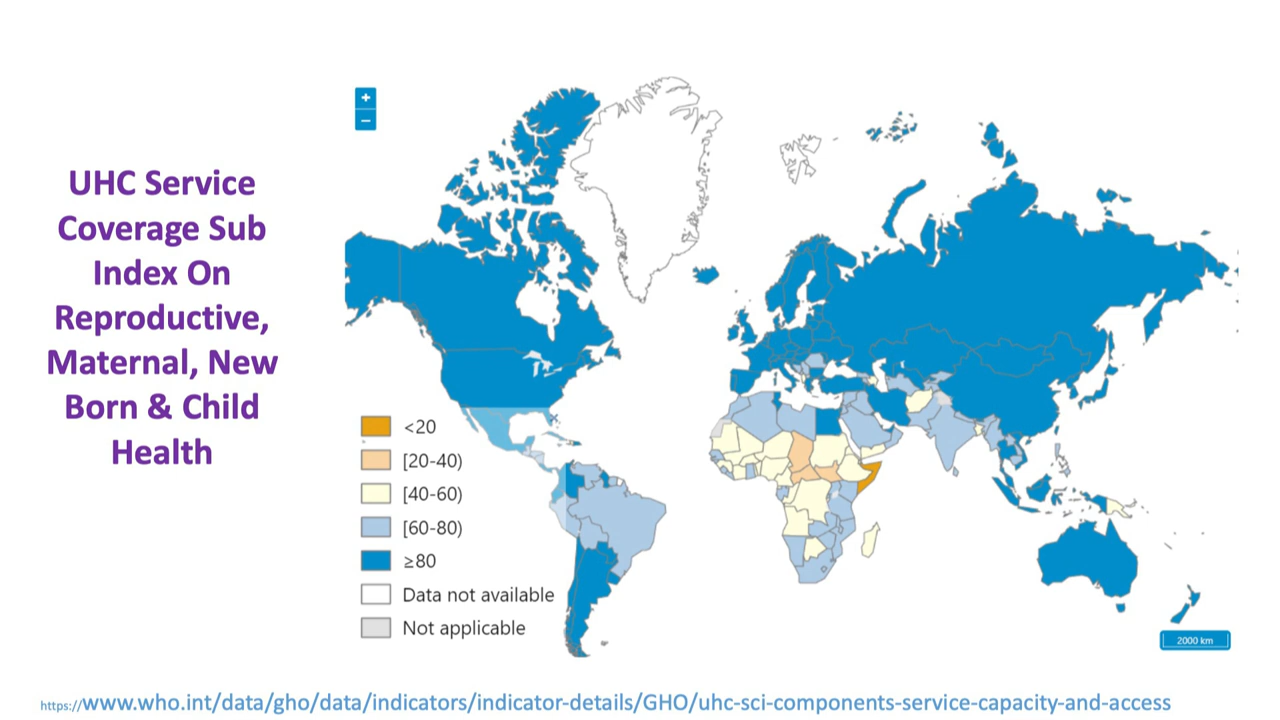 UHC Service
Coverage Sub
Index On
Reproductive,
Maternal, New
Born & Child
Health
+
−
<20
[20-40)
[40-60)
[60-80)
≥80
Data not available
Not applicable
2000 km
https://www.who.int/data/gho/data/indicators/indicator-details/GHO/uhc-sci-components-service-capacity-and-access